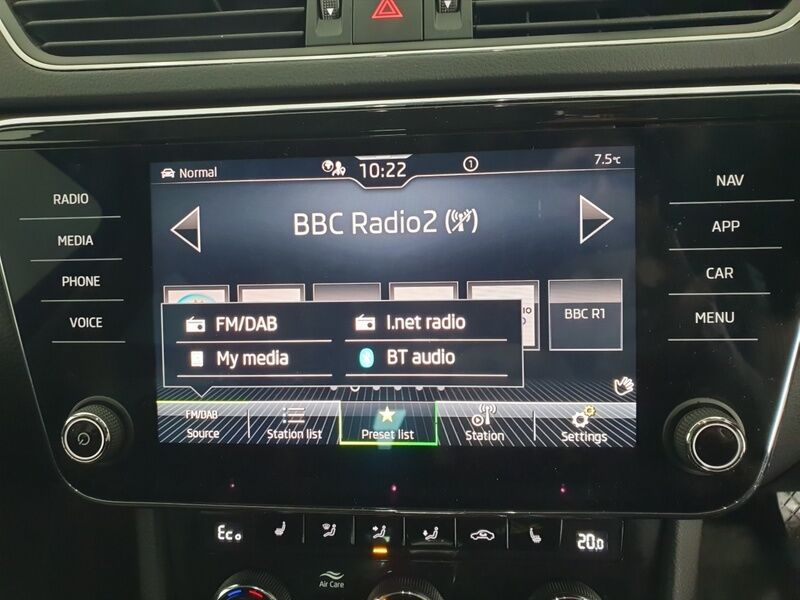 Normal 10:22 1 7.5°c
RADIO
MEDIA
PHONE
VOICE
BBC Radio2
NAV
APP
CAR
MENU
BBC R1
FM/DAB I.net radio
My media BT audio
FM/DAB
Source Station list Preset list Station Settings
Eco 20.0
Air Care